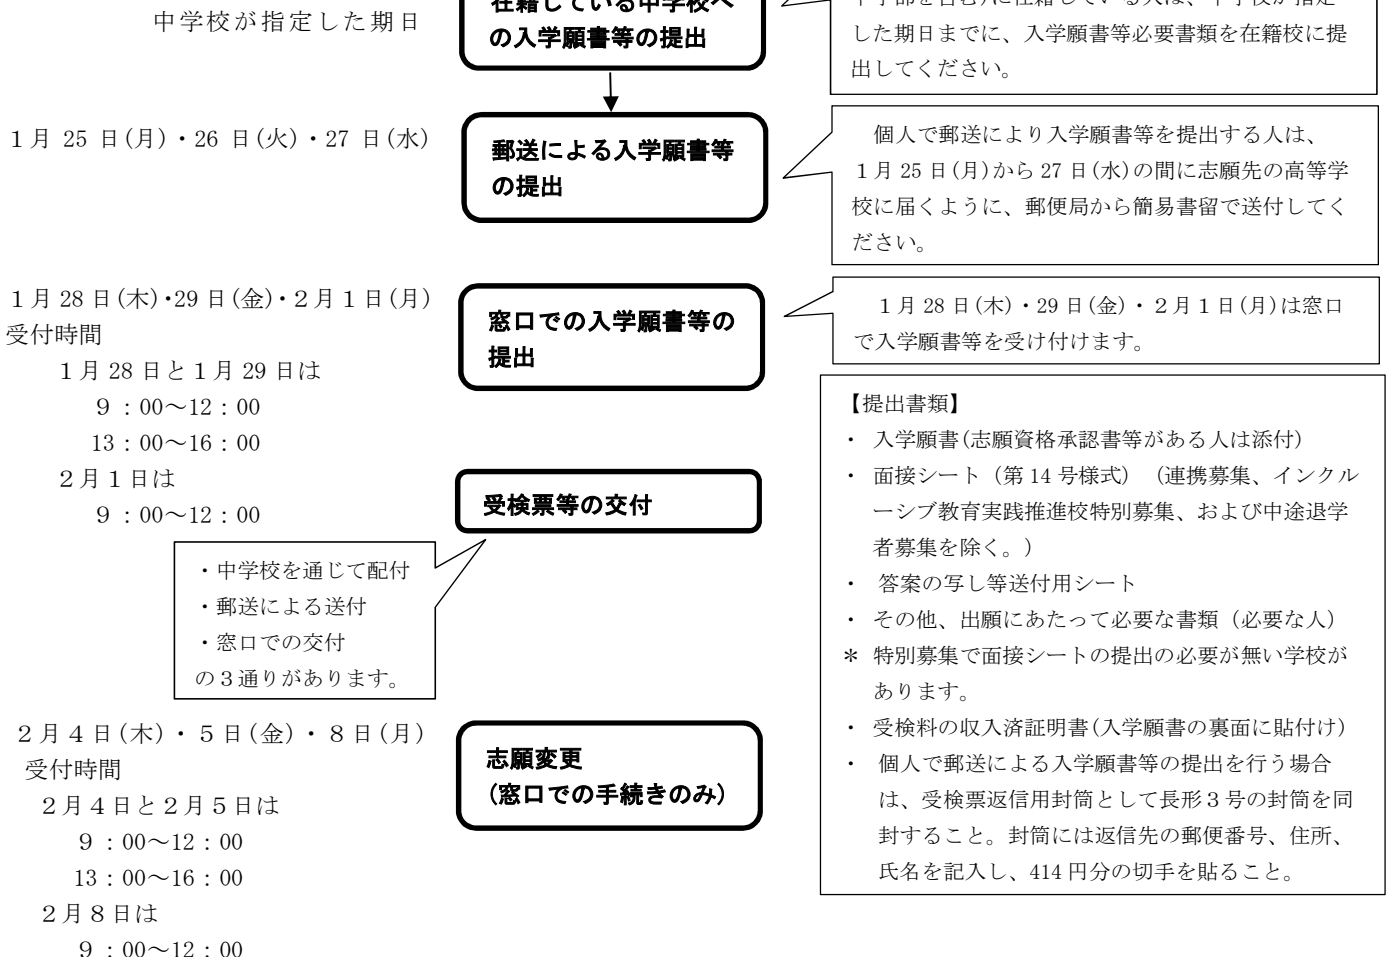 中学校が指定した期日
在籍している中学校へ
の入学願書等の提出
中学部を含む)に在籍している人は、中学校が指定
した期日までに、入学願書等必要書類を在籍校に提
出してください。
１月 25 日(月)・26 日(火)・27 日(水)
郵送による入学願書等
の提出
個人で郵送により入学願書等を提出する人は、
１月 25 日(月)から 27 日(水)の間に志願先の高等学
校に届くように、郵便局から簡易書留で送付してく
ださい。
１月 28 日(木)・29 日(金)・２月１日(月)
受付時間
１月 28 日と１月 29 日は
９：00～12：00
13：00～16：00
２月１日は
９：00～12：00
窓口での入学願書等の
提出
１月 28 日(木)・29 日(金)・２月１日(月)は窓口
で入学願書等を受け付けます。
受検票等の交付
・中学校を通じて配付
・郵送による送付
・窓口での交付
の３通りがあります。
【提出書類】
・ 入学願書(志願資格承認書等がある人は添付)
・ 面接シート（第 14 号様式）（連携募集、インクル
ーシブ教育実践推進校特別募集、および中途退学
者募集を除く。）
・ 答案の写し等送付用シート
・ その他、出願にあたって必要な書類（必要な人）
＊ 特別募集で面接シートの提出の必要が無い学校が
あります。
・ 受検料の収入済証明書(入学願書の裏面に貼付け)
・ 個人で郵送による入学願書等の提出を行う場合
は、受検票返信用封筒として長形３号の封筒を同
封すること。封筒には返信先の郵便番号、住所、
氏名を記入し、414 円分の切手を貼ること。
２月４日(木)・５日(金)・８日(月)
受付時間
２月４日と２月５日は
９：00～12：00
13：00～16：00
２月８日は
９：00～12：00
志願変更
(窓口での手続きのみ)